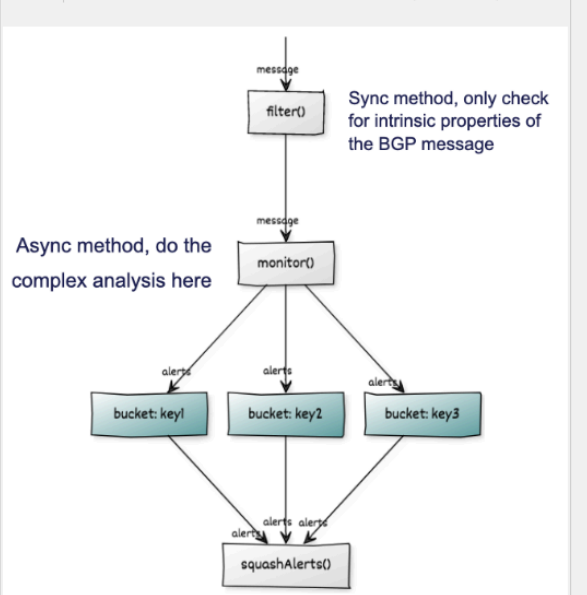 message
filter()
Sync method, only check
for intrinsic properties of
the BGP message
message
Async method, do the
complex analysis here
monitor()
alerts
alerts
alerts
bucket: key1
bucket: key2
bucket: key3
alerts
alerts
alerts
squashAlerts()